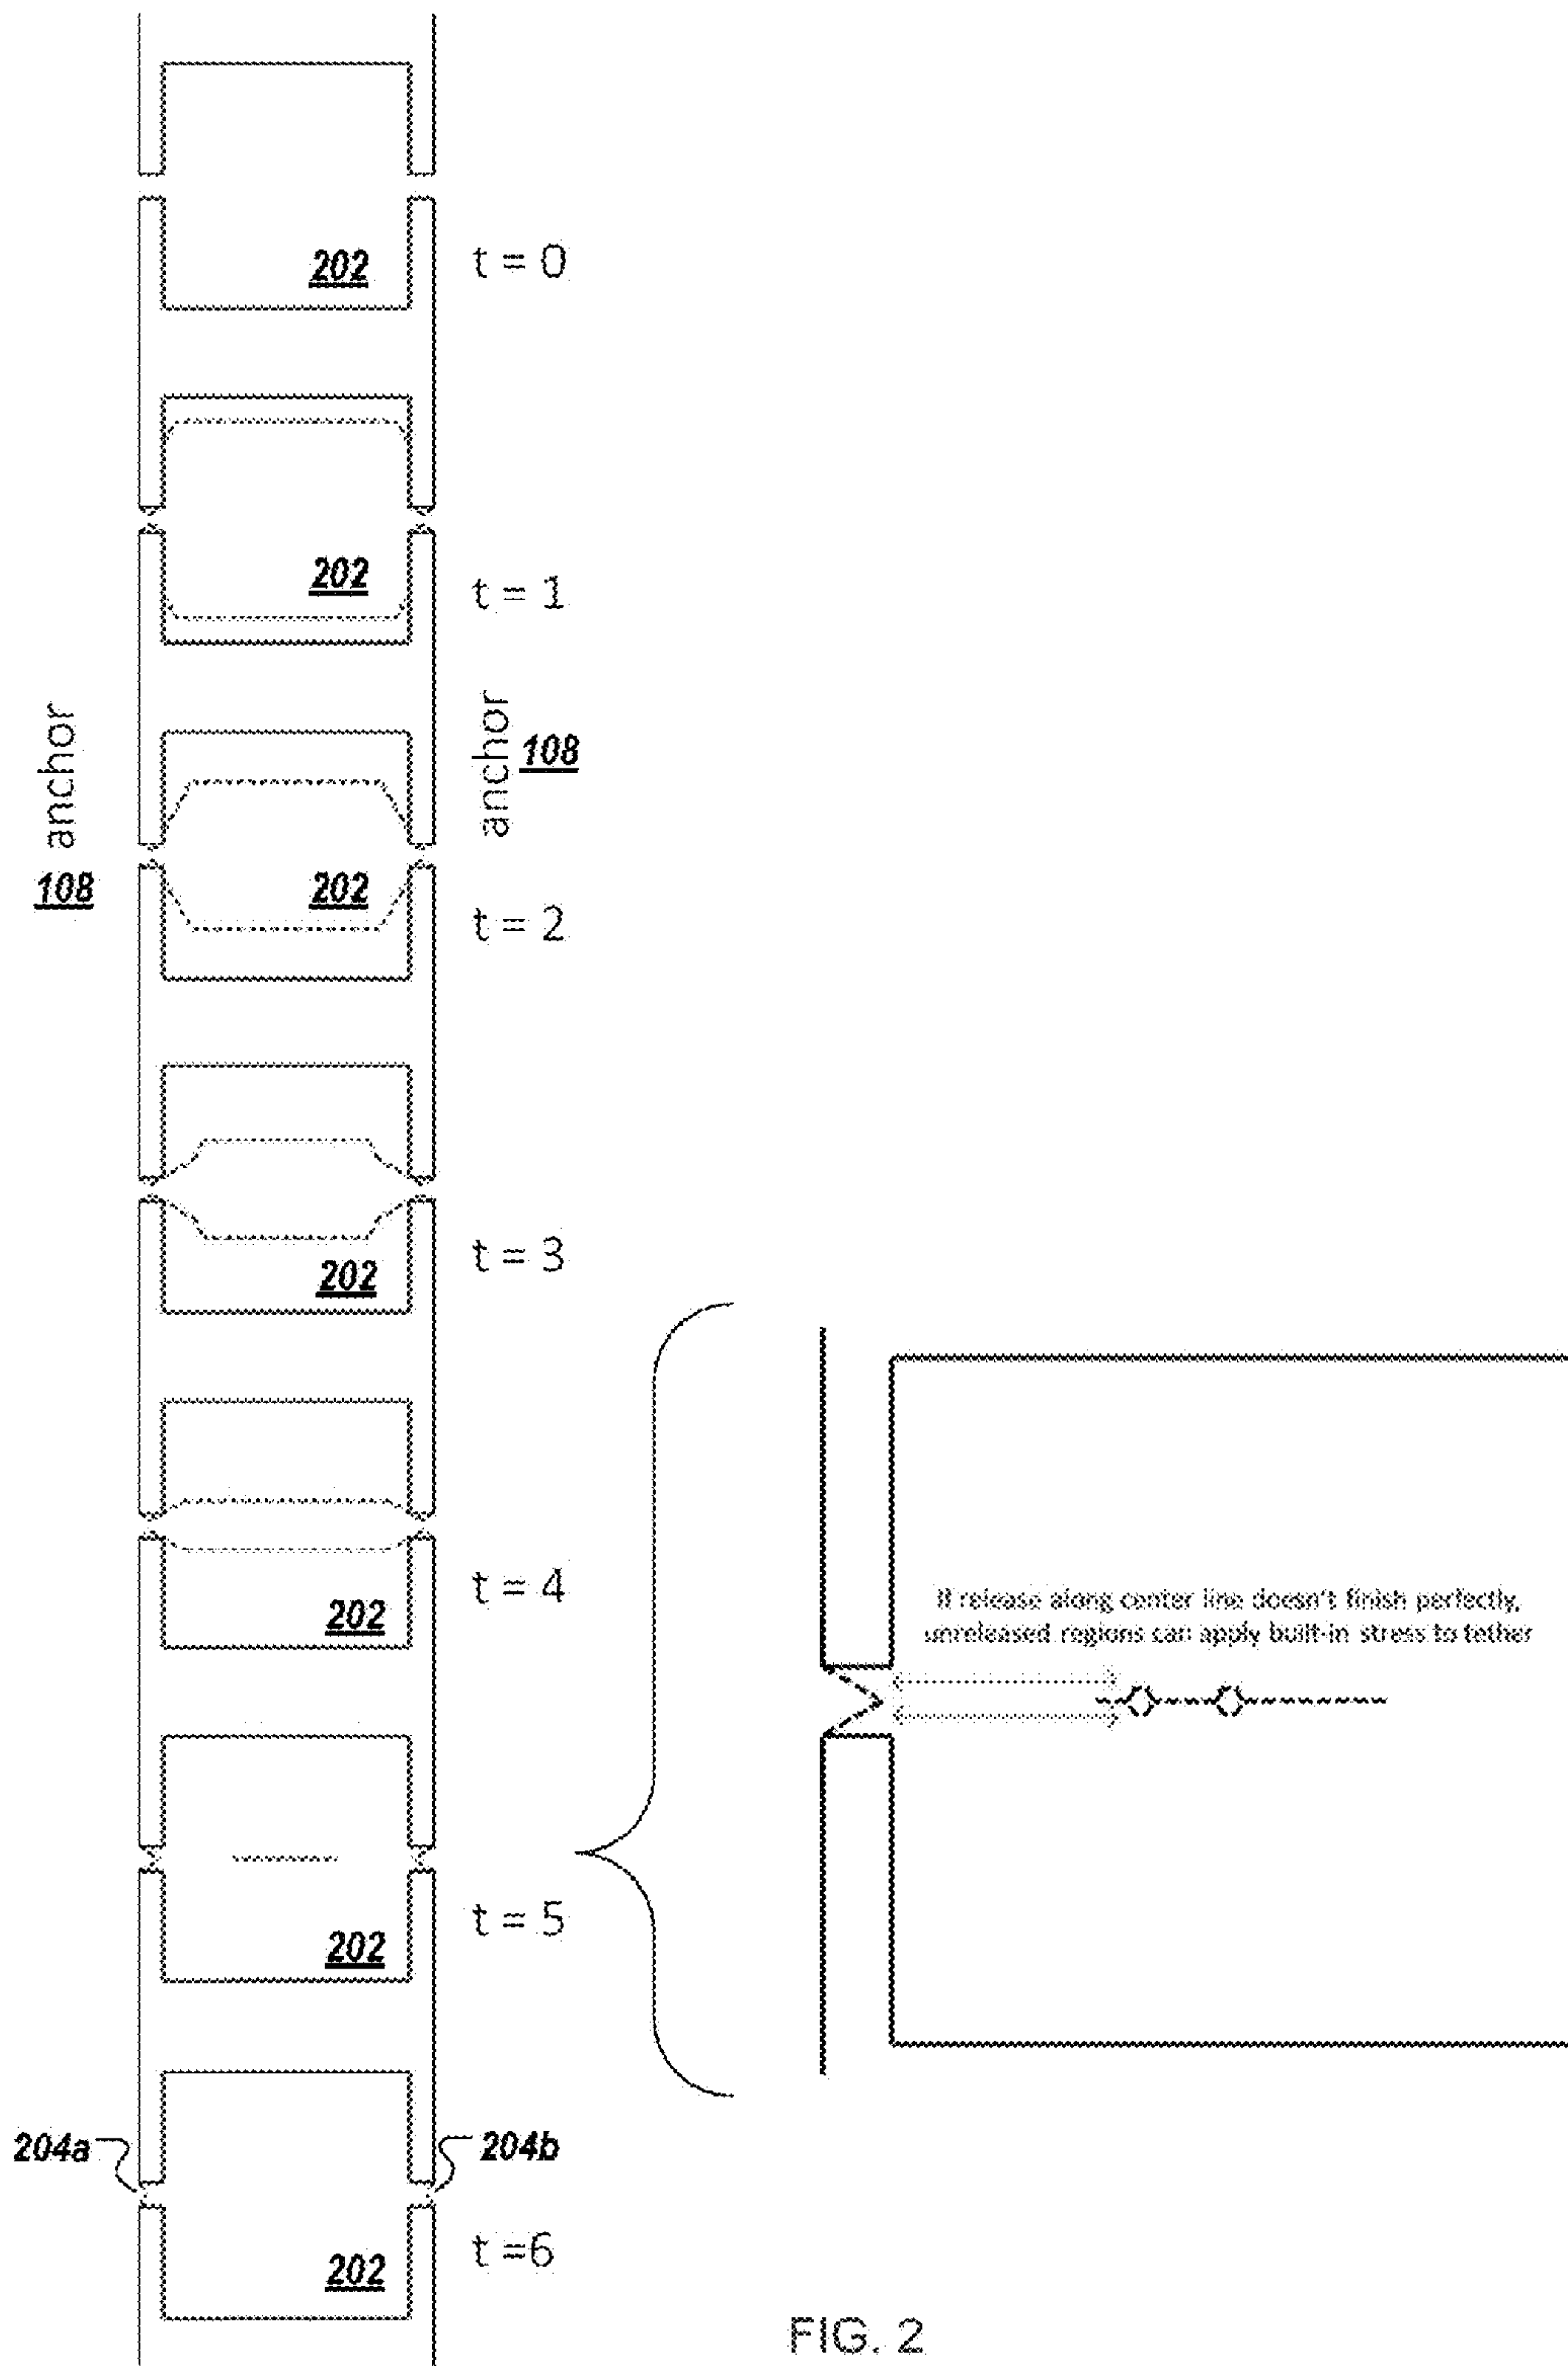 202
t = 0
202
t = 1
anchor
108
anchor
108
202
t = 2
202
t = 3
202
t = 4
If release along center line doesn't finish perfectly,
unreleased regions can apply built-in stress to tether
202
t = 5
204a
204b
202
t =6
FIG. 2